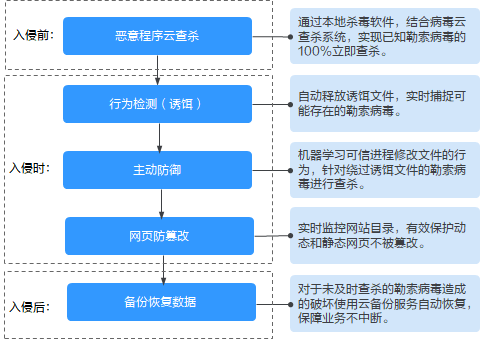 入侵前：
恶意程序云查杀
通过本地杀毒软件，结合病毒云
查杀系统，实现已知勒索病毒的
100%立即查杀。
行为检测（诱饵）
自动释放诱饵文件，实时捕捉可
能存在的勒索病毒。
入侵时：
主动防御
机器学习可信进程修改文件的行
为，针对绕过诱饵文件的勒索病
毒进行查杀。
网页防篡改
实时监控网站目录，有效保护动
态和静态网页不被篡改。
入侵后：
备份恢复数据
对于未及时查杀的勒索病毒造成
的破坏使用云备份服务自动恢复，
保障业务不中断。